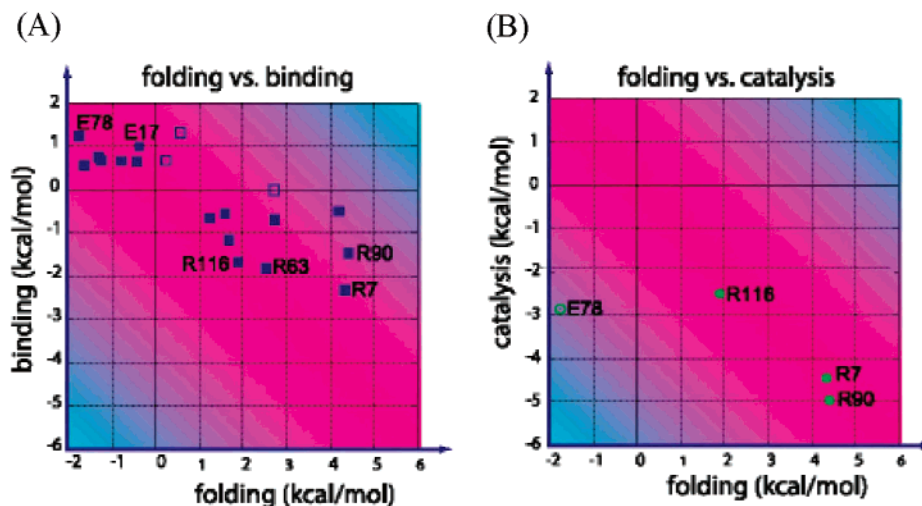 (A)
folding vs. binding
binding (kcal/mol)
2
1
0
-1
-2
-3
-4
-5
-6
E78
E17
R116
R63
R90
R7
-2
-1
0
1
2
3
4
5
6
folding (kcal/mol)
(B)
folding vs. catalysis
catalysis (kcal/mol)
2
1
0
-1
-2
-3
-4
-5
-6
E78
R116
R7
R90
-2
-1
0
1
2
3
4
5
6
folding (kcal/mol)